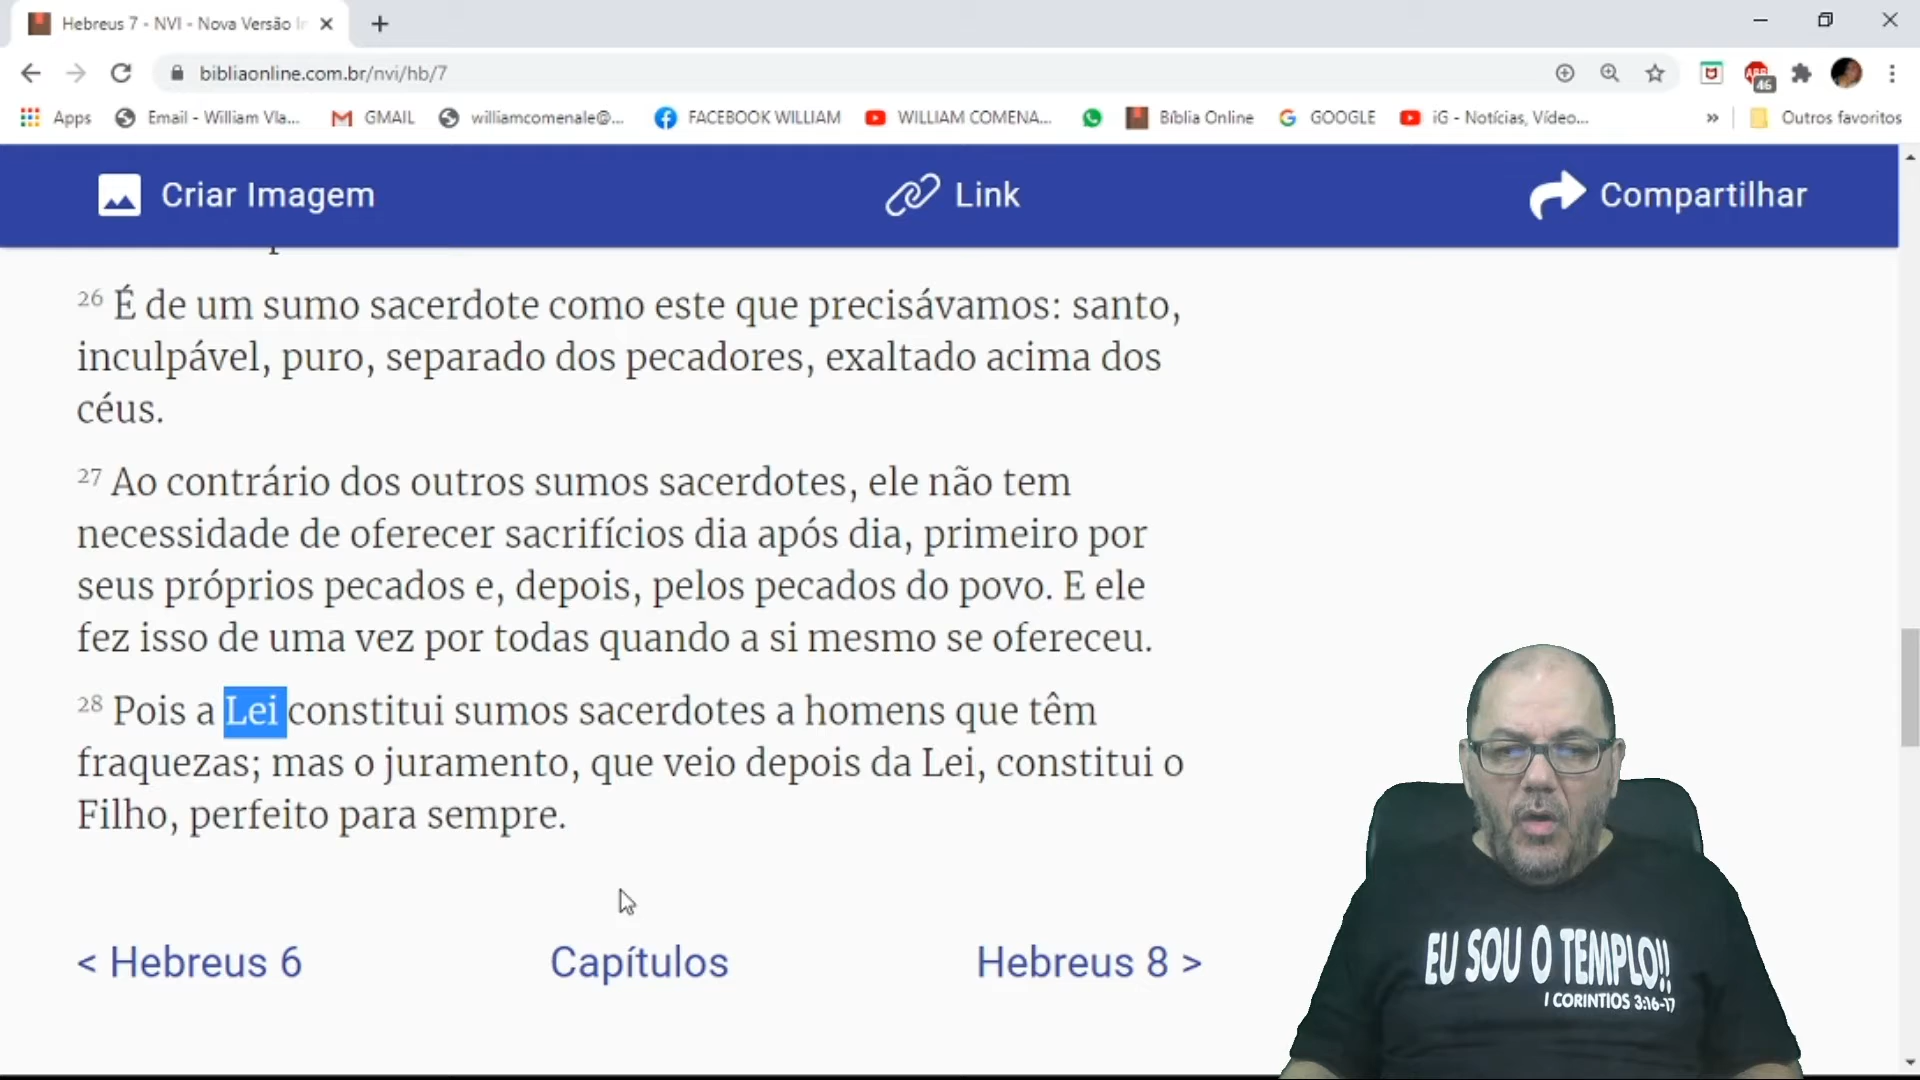 Hebreus 7 - NVI - Nova Versão In
bibliaonline.com.br/nvi/hb/7
ABP
46
Apps
Email - William Vla...
GMAIL
williamcomenale@...
FACEBOOK WILLIAM
WILLIAM COMENA...
Bíblia Online
GOOGLE
iG - Notícias, Vídeo...
»
Outros favoritos
Criar Imagem
Link
Compartilhar
26 É de um sumo sacerdote como este que precisávamos: santo,
inculpável, puro, separado dos pecadores, exaltado acima dos
céus.
27 Ao contrário dos outros sumos sacerdotes, ele não tem
necessidade de oferecer sacrifícios dia após dia, primeiro por
seus próprios pecados e, depois, pelos pecados do povo. E ele
fez isso de uma vez por todas quando a si mesmo se ofereceu.
28 Pois a Lei constitui sumos sacerdotes a homens que têm
fraquezas; mas o juramento, que veio depois da Lei, constitui o
Filho, perfeito para sempre.
< Hebreus 6
Capítulos
Hebreus 8 >
EU SOU O TEMPLO!!
I CORINTIOS 3:16-17